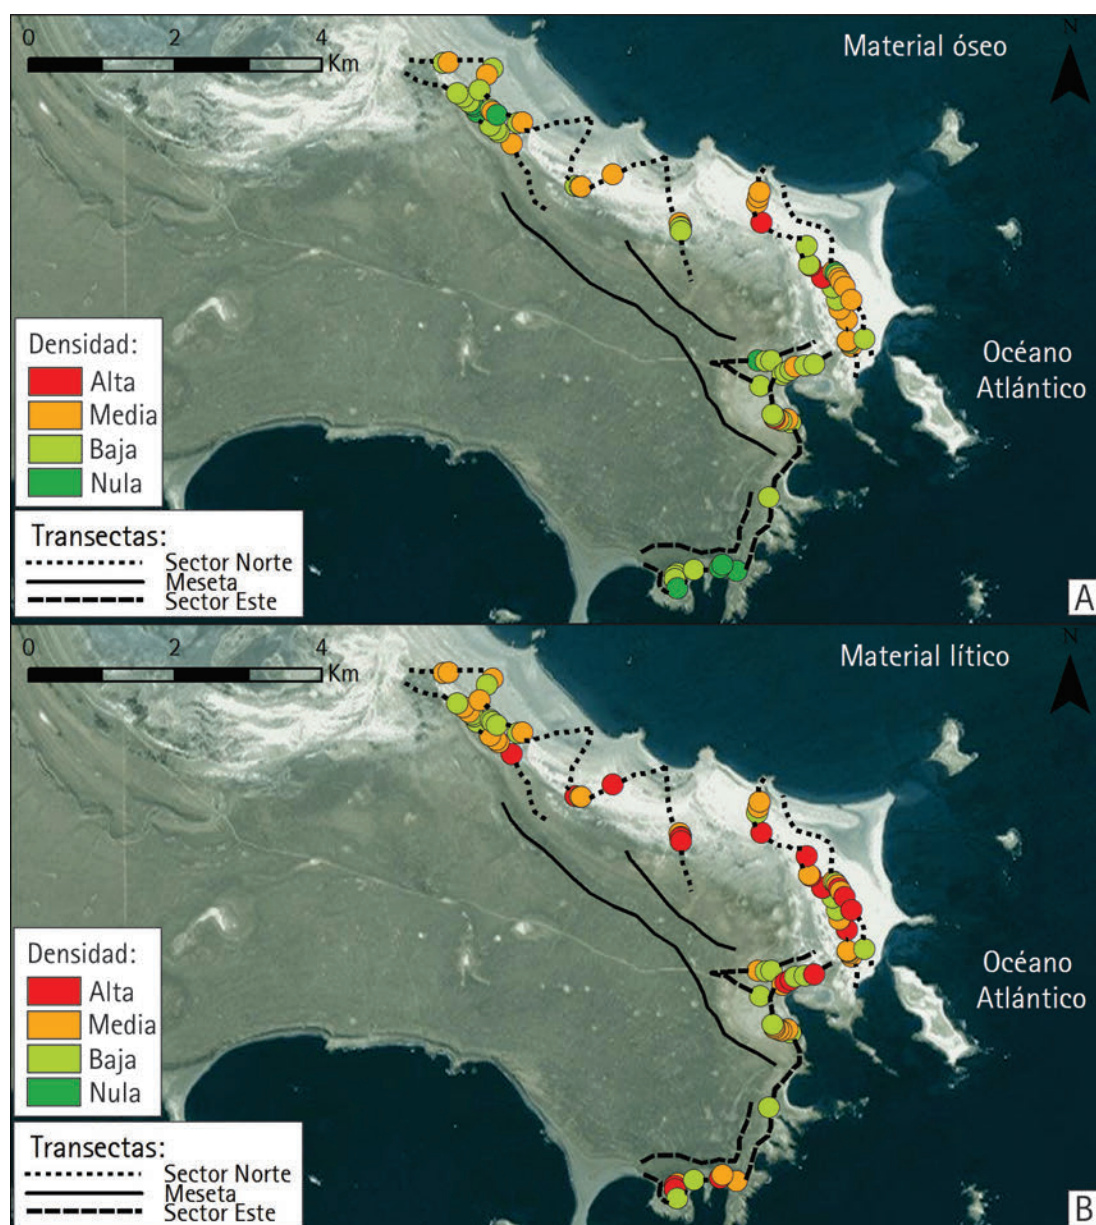 0 2 4
Km
Material óseo
N
Densidad:
Alta
Media
Baja
Nula
Océano
Atlántico
Transectas:
Sector Norte
Meseta
Sector Este
A
0 2 4
Km
Material lítico
N
Densidad:
Alta
Media
Baja
Nula
Océano
Atlántico
Transectas:
Sector Norte
Meseta
Sector Este
B